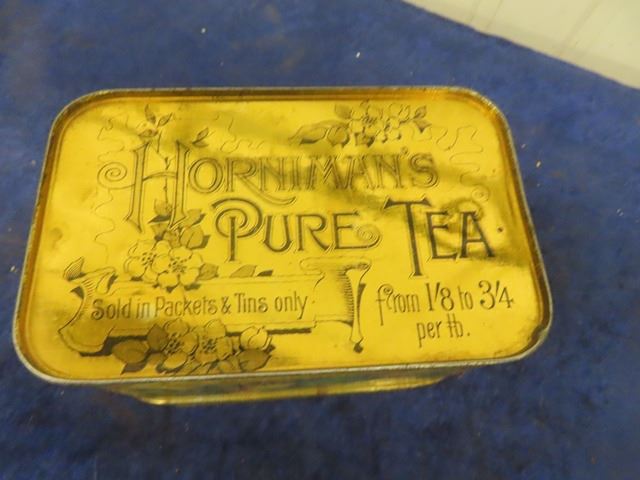 HORNIMAN'S
PURE TEA
Sold in Packets & Tins only
from 1/8 to 3/4
per lb.